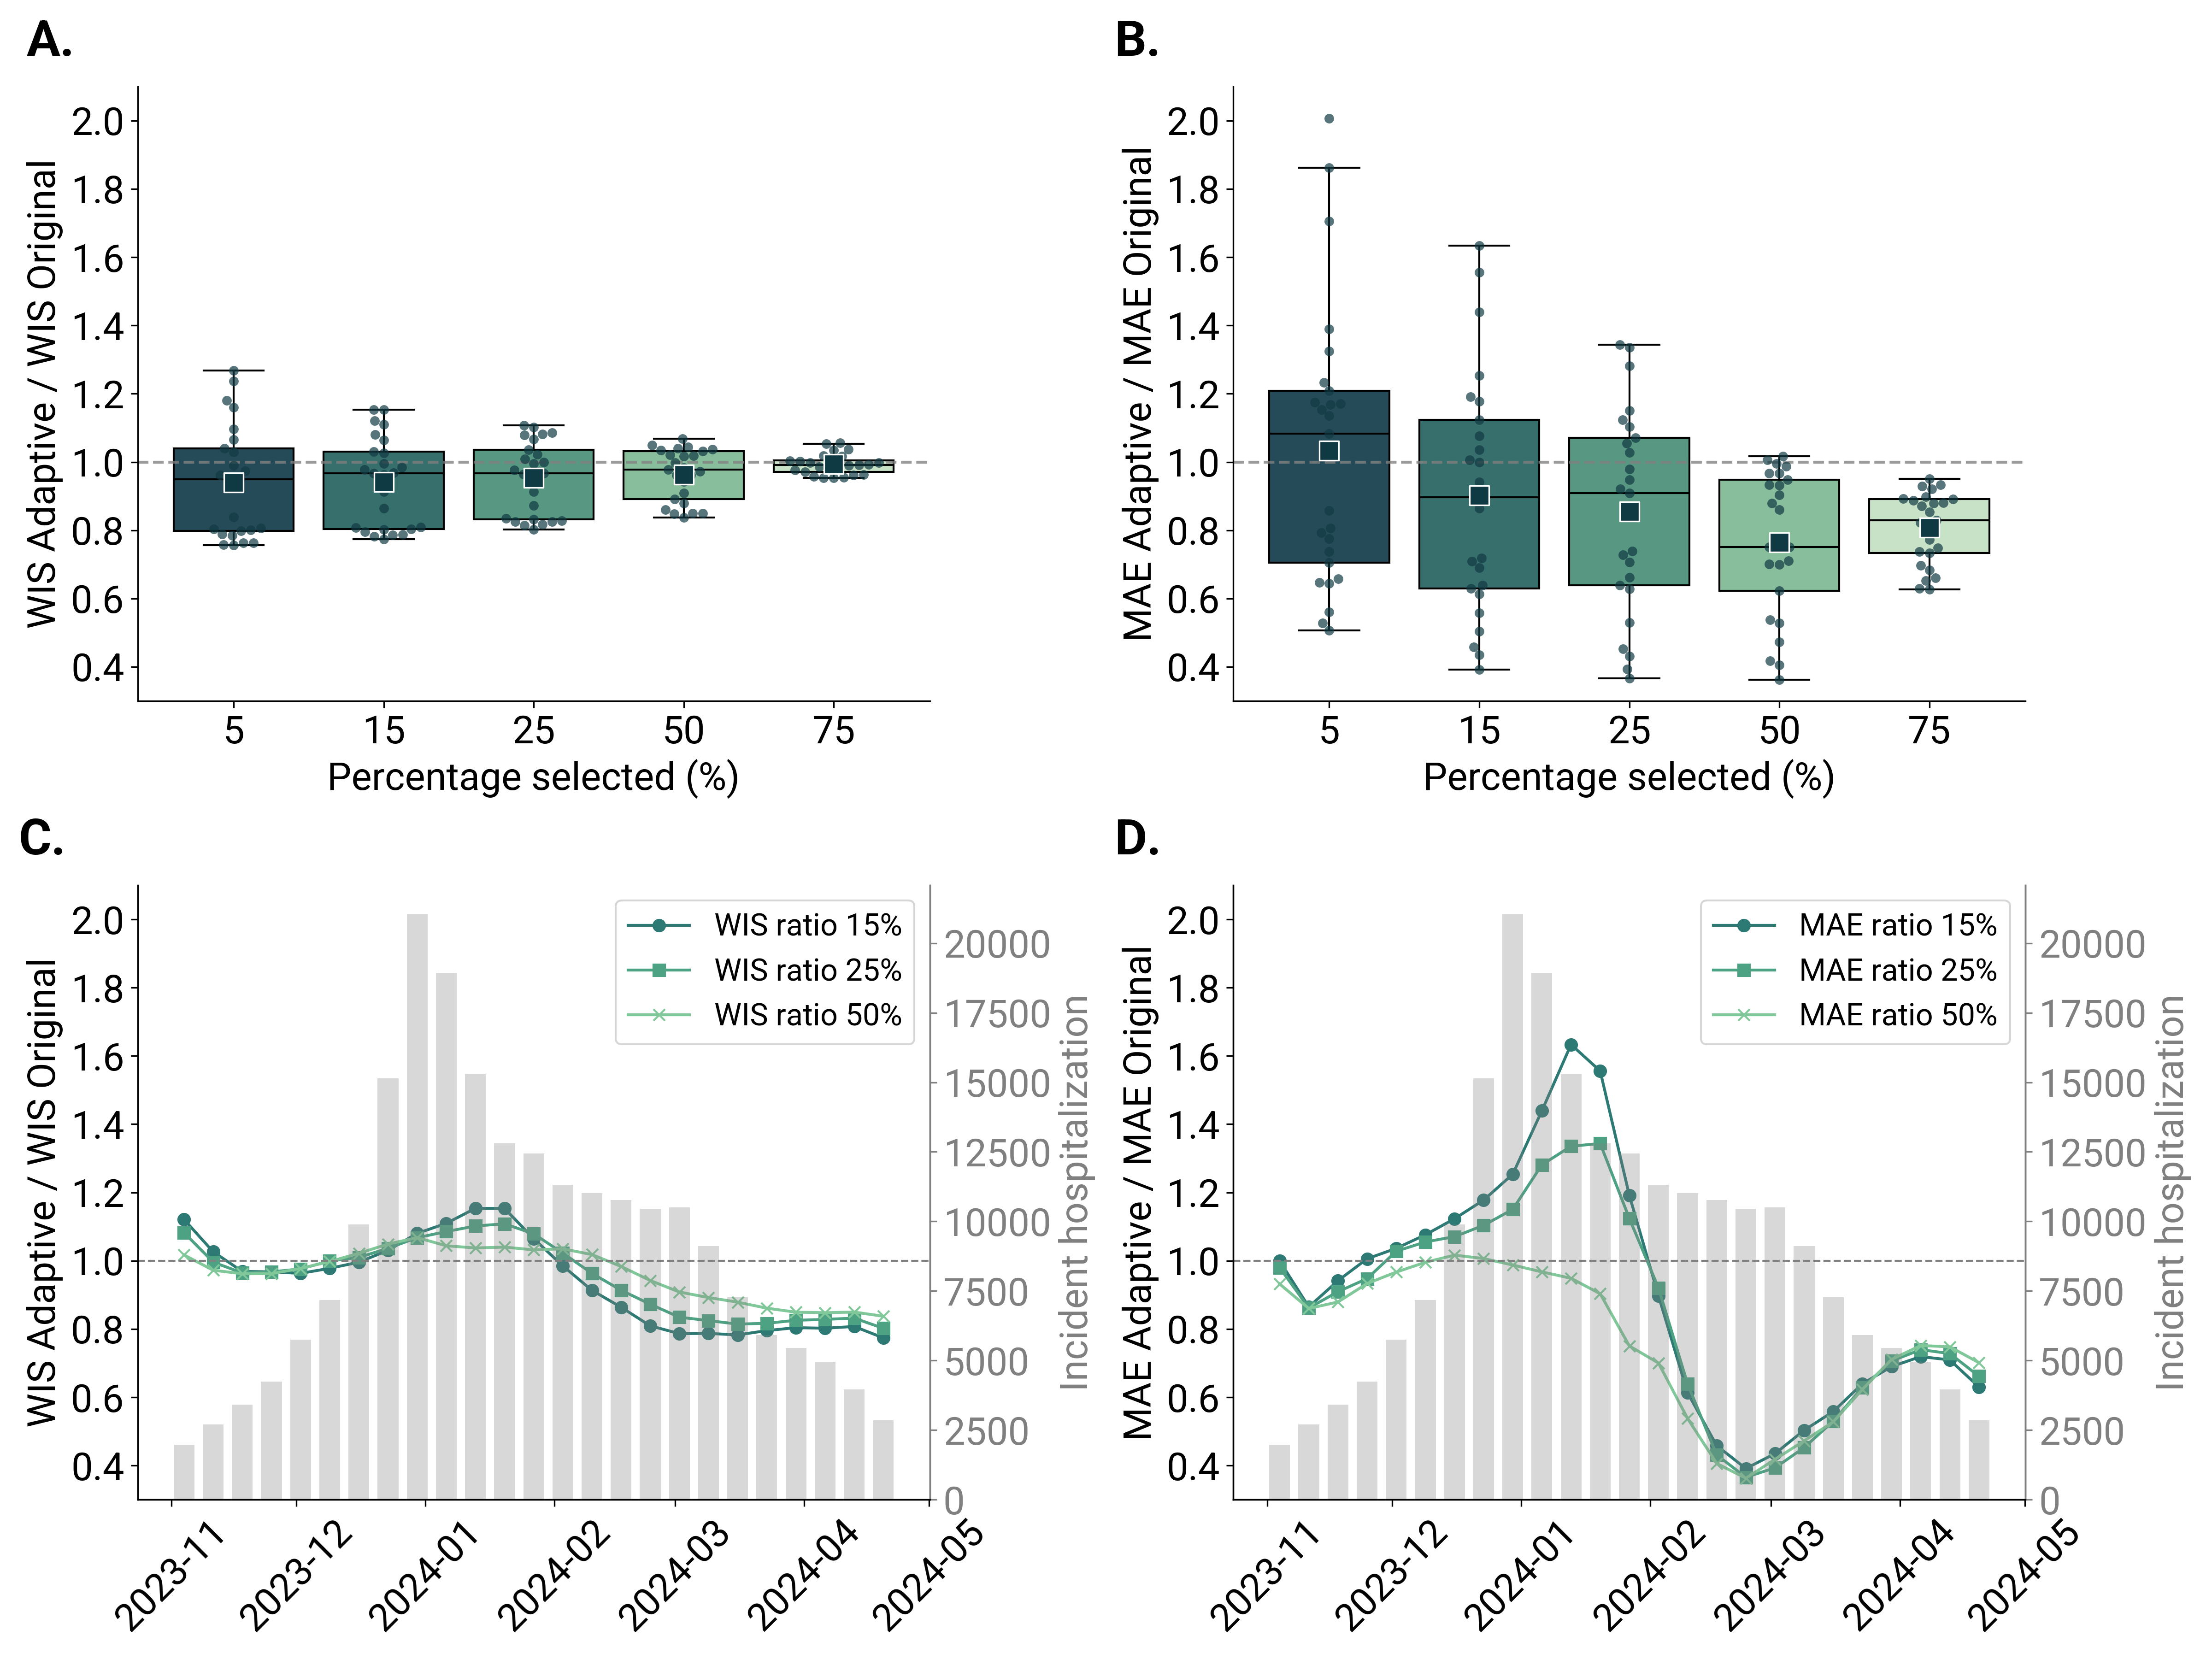 A.
WIS Adaptive / WIS Original
2.0
1.8
1.6
1.4
1.2
1.0
0.8
0.6
0.4
5 15 25 50 75
Percentage selected (%)
B.
MAE Adaptive / MAE Original
2.0
1.8
1.6
1.4
1.2
1.0
0.8
0.6
0.4
5 15 25 50 75
Percentage selected (%)
C.
WIS Adaptive / WIS Original
2.0
1.8
1.6
1.4
1.2
1.0
0.8
0.6
0.4
WIS ratio 15%
WIS ratio 25%
WIS ratio 50%
20000
17500
15000
12500
10000
7500
5000
2500
0
Incident hospitalization
2023-11 2023-12 2024-01 2024-02 2024-03 2024-04 2024-05
D.
MAE Adaptive / MAE Original
2.0
1.8
1.6
1.4
1.2
1.0
0.8
0.6
0.4
MAE ratio 15%
MAE ratio 25%
MAE ratio 50%
20000
17500
15000
12500
10000
7500
5000
2500
0
Incident hospitalization
2023-11 2023-12 2024-01 2024-02 2024-03 2024-04 2024-05